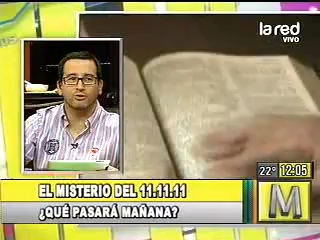 la red
VIVO
22° 12:05
EL MISTERIO DEL 11.11.11
¿QUÉ PASARÁ MAÑANA?
M